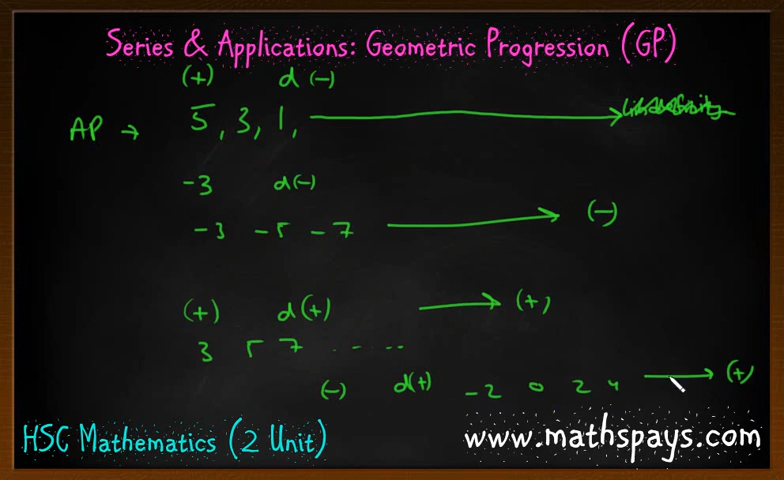 Series & Applications: Geometric Progression (GP)
(+) d (-)
AP → 5, 3, 1, →
-3 d(-)
-3 -5 -7 → (-)
(+) d(+) → (+)
3 5 7 .....
(-) d(+) -2 0 2 4 → (+)
HSC Mathematics (2 Unit)
www.mathspays.com